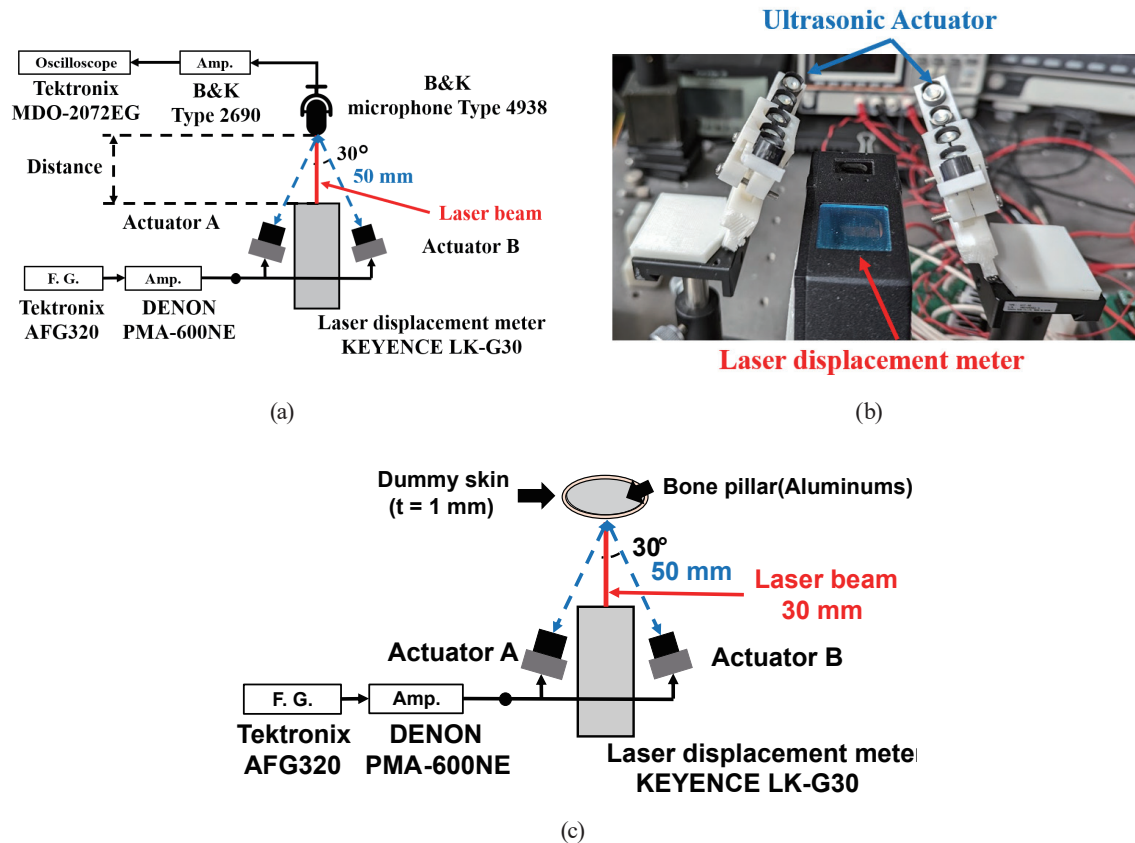 (a)
Oscilloscope
Tektronix
MDO-2072EG
Amp.
B&K
Type 2690
B&K
microphone Type 4938
Distance
30°
50 mm
Laser beam
Actuator A
Actuator B
F. G.
Tektronix
AFG320
Amp.
DENON
PMA-600NE
Laser displacement meter
KEYENCE LK-G30
(a)
Ultrasonic Actuator
Laser displacement meter
(b)
Dummy skin
(t = 1 mm)
Bone pillar(Aluminums)
30°
50 mm
Laser beam
30 mm
Actuator A
Actuator B
F. G.
Tektronix
AFG320
Amp.
DENON
PMA-600NE
Laser displacement meter
KEYENCE LK-G30
(c)